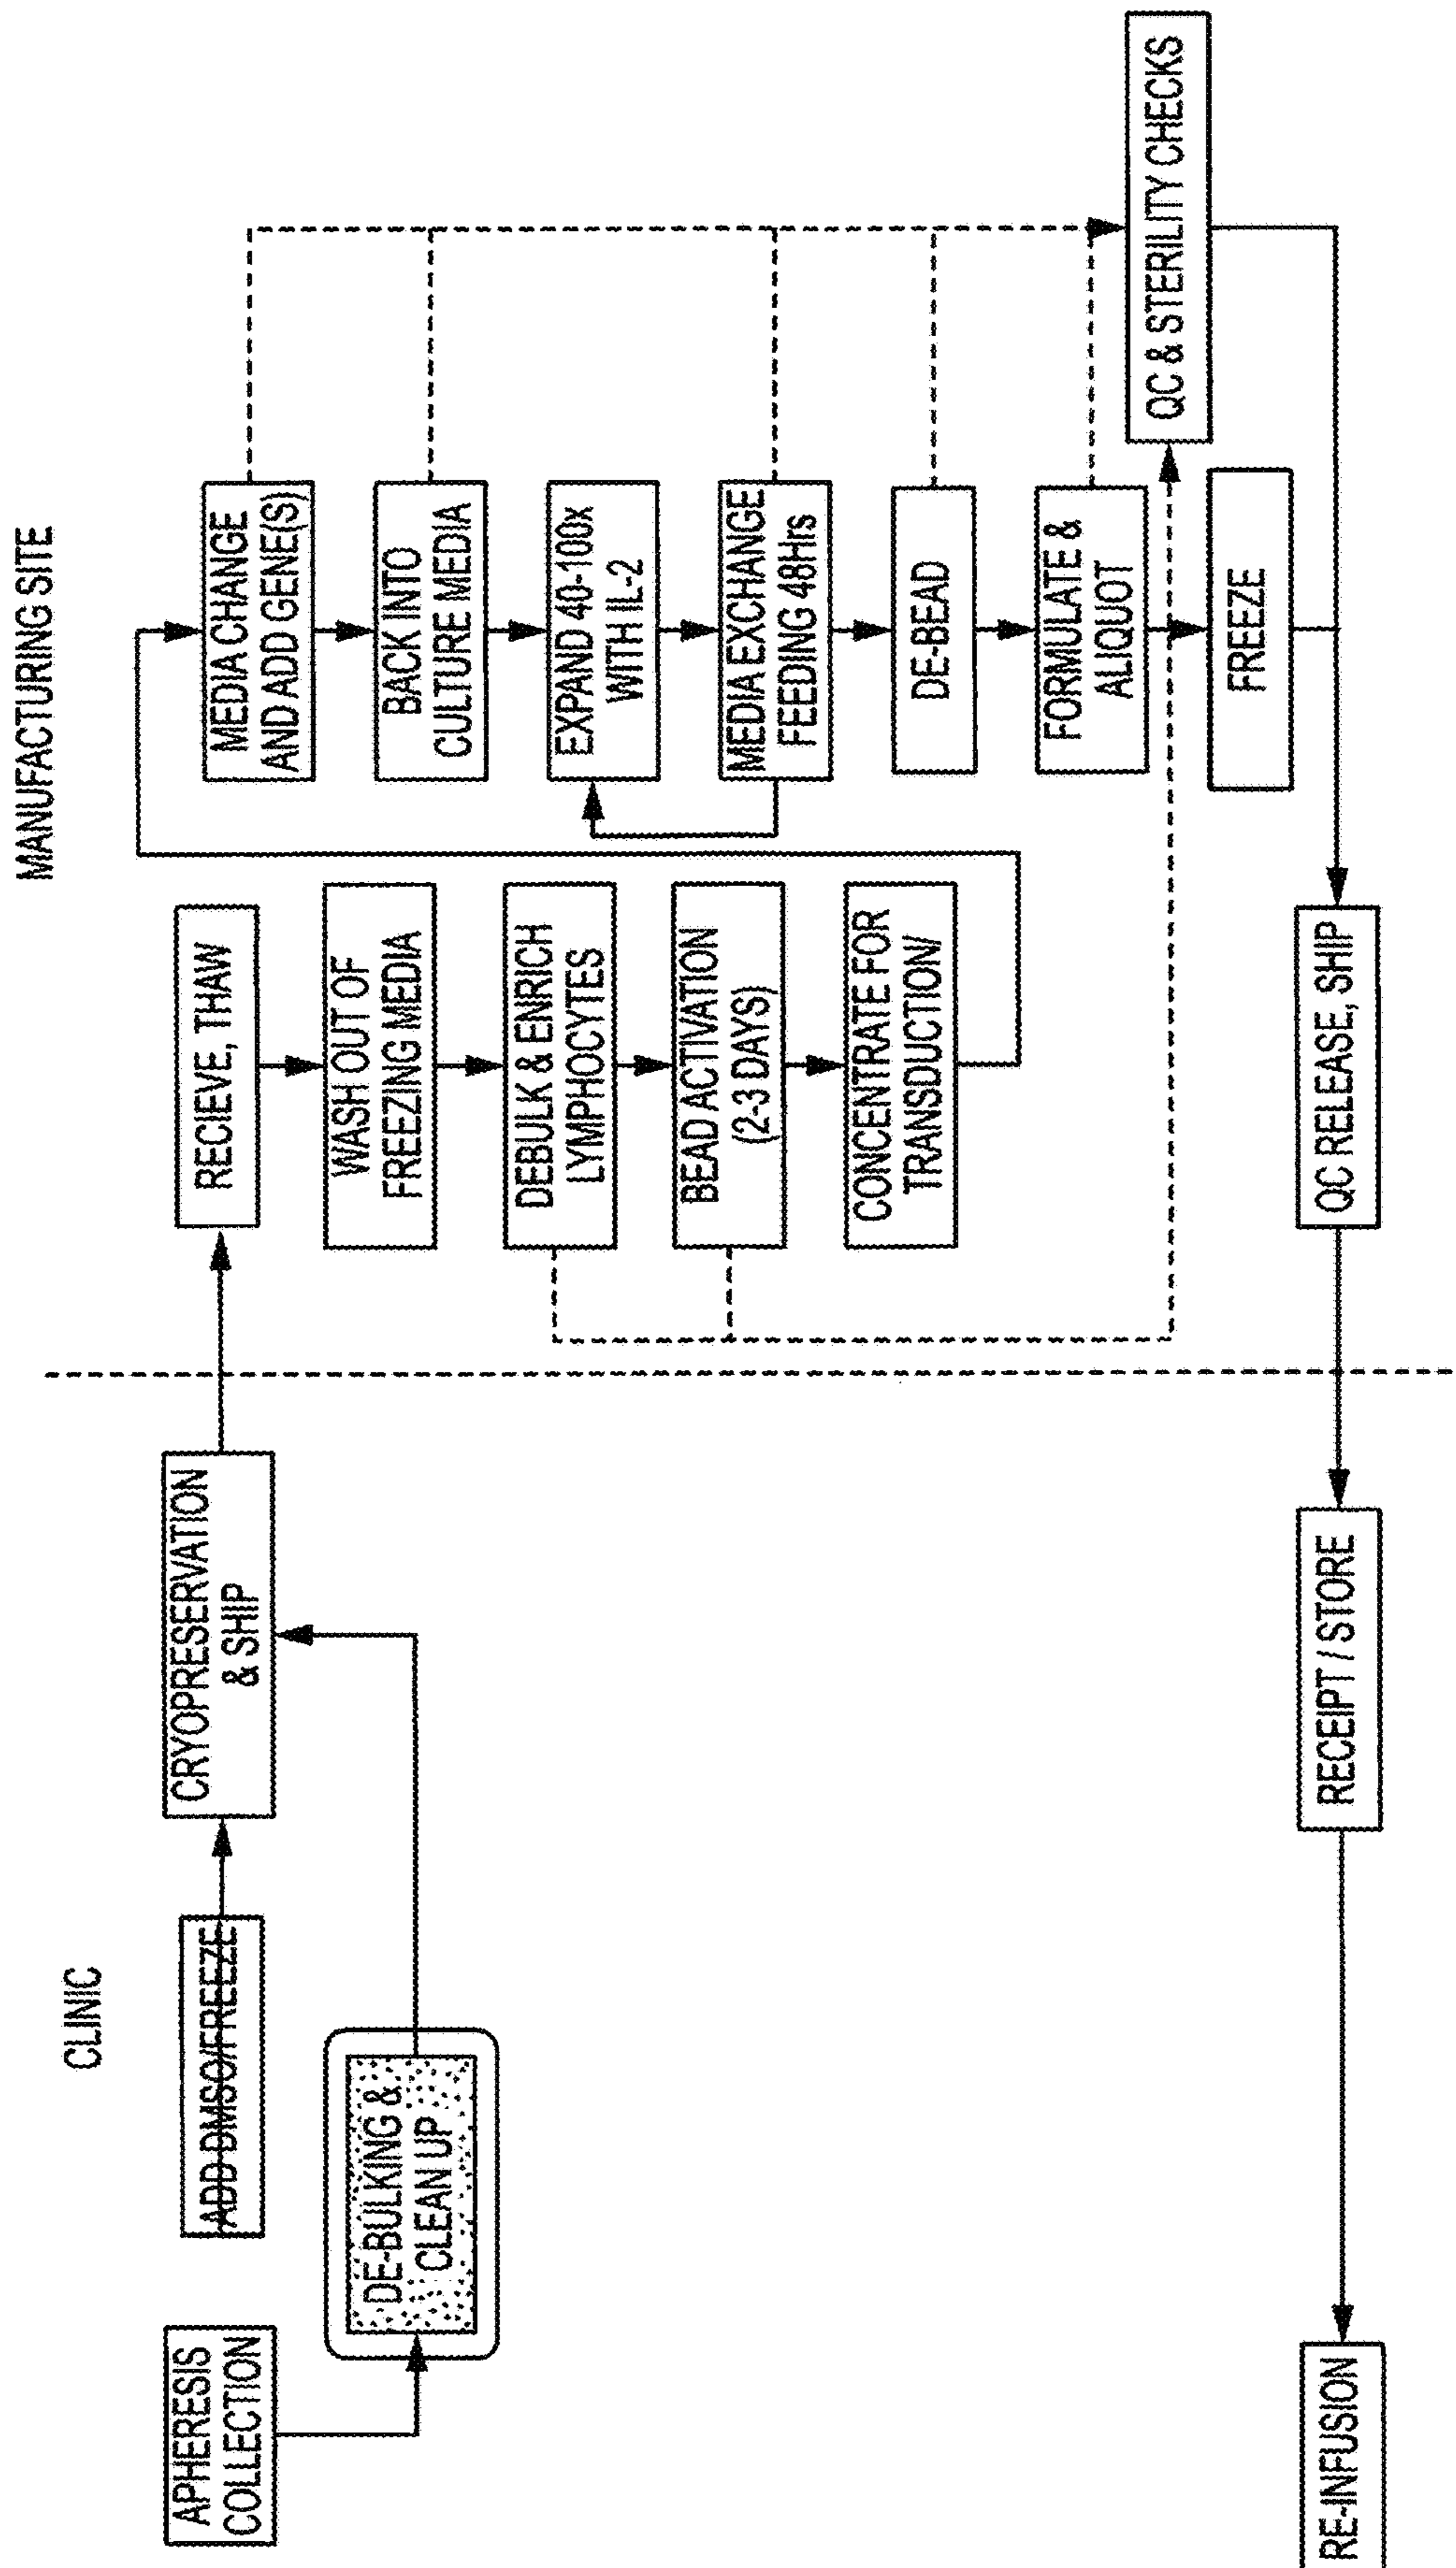 CLINIC
MANUFACTURING SITE
APHERESIS
COLLECTION
ADD DMSO/FREEZE
DE-BULKING &
CLEAN UP
CRYOPRESERVATION
& SHIP
RECIEVE, THAW
WASH OUT OF
FREEZING MEDIA
DEBULK & ENRICH
LYMPHOCYTES
BEAD ACTIVATION
(2-3 DAYS)
CONCENTRATE FOR
TRANSDUCTION/
MEDIA CHANGE
AND ADD GENE(S)
BACK INTO
CULTURE MEDIA
EXPAND 40-100x
WITH IL-2
MEDIA EXCHANGE
FEEDING 48Hrs
DE-BEAD
FORMULATE &
ALIQUOT
FREEZE
QC & STERILITY CHECKS
QC RELEASE, SHIP
RECEIPT / STORE
RE-INFUSION